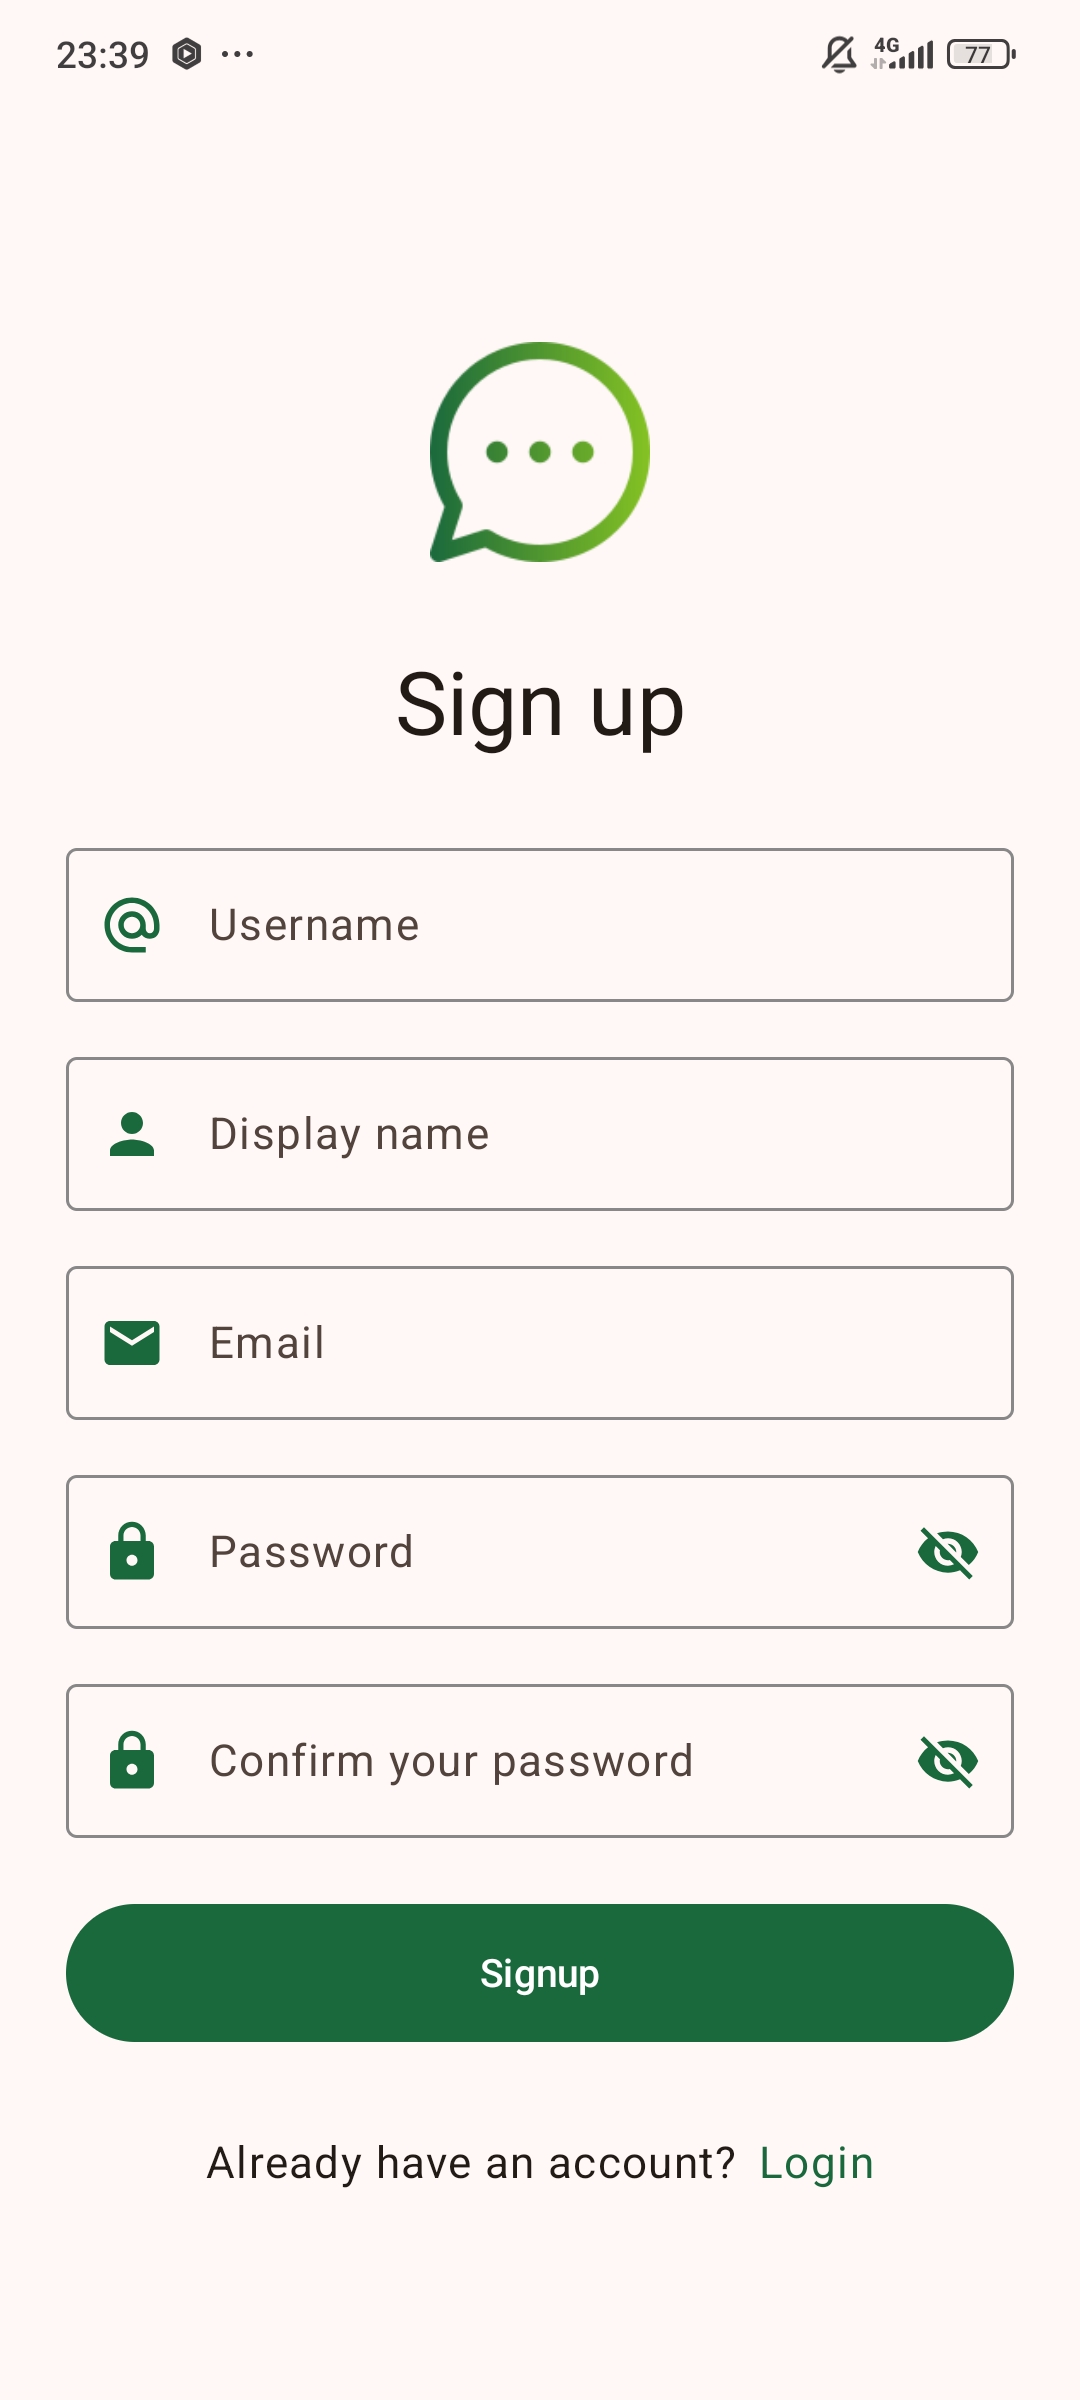 23:39
4G
77
Sign up
Username
Display name
Email
Password
Confirm your password
Signup
Already have an account? Login